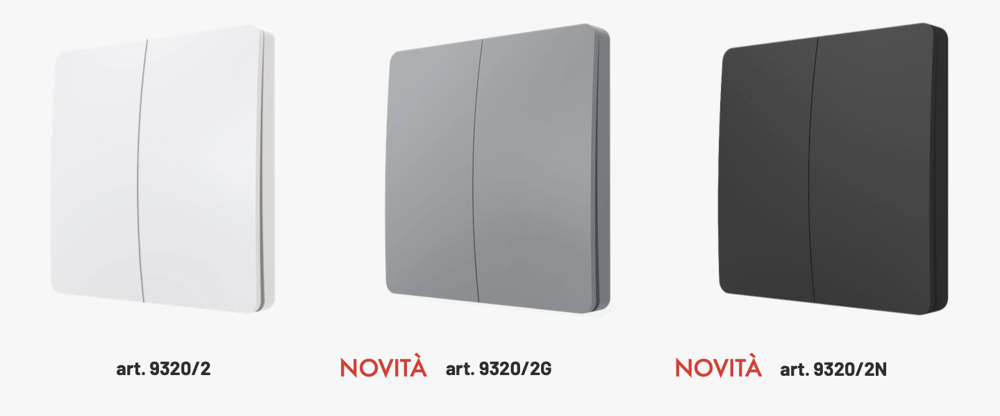 art. 9320/2
NOVITÀ art. 9320/2G
NOVITÀ art. 9320/2N